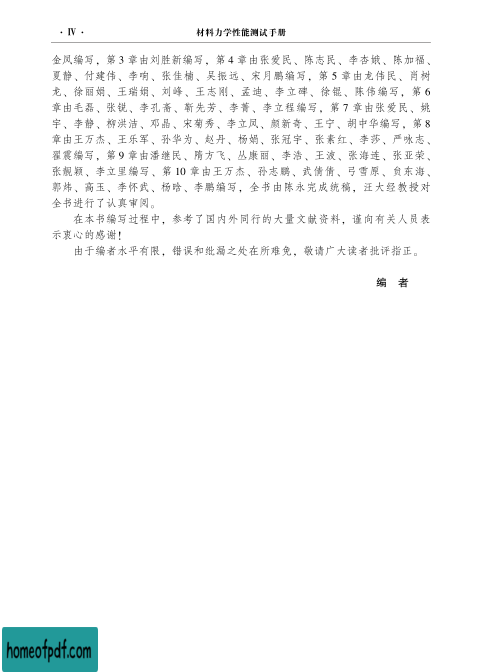 · Ⅳ ·
材料力学性能测试手册
金凤编写，第 3 章由刘胜新编写，第 4 章由张爱民、陈志民、李杏娥、陈加福、
夏静、付建伟、李响、张佳楠、吴振远、宋月鹏编写，第 5 章由龙伟民、肖树
龙、徐丽娟、王瑞娟、刘峰、王志刚、孟迪、李立碑、徐锟、陈伟编写，第 6
章由毛磊、张锐、李孔斋、靳先芳、李菁、李立程编写，第 7 章由张爱民、姚
宇、李静、柳洪洁、邓晶、宋菊秀、李立凤、颜新奇、王宁、胡中华编写，第 8
章由王万杰、王乐军、孙华为、赵丹、杨娟、张冠宇、张素红、李莎、严咏志、
翟震编写，第 9 章由潘继民、隋方飞、丛康丽、李浩、王波、张海连、张亚荣、
张靓颖、李立里编写、第 10 章由王万杰、孙志鹏、武倩倩、弓雪原、贠东海、
郭炜、高玉、李怀武、杨晗、李鹏编写，全书由陈永完成统稿，汪大经教授对
全书进行了认真审阅。
在本书编写过程中，参考了国内外同行的大量文献资料，谨向有关人员表
示衷心的感谢！
由于编者水平有限，错误和纰漏之处在所难免，敬请广大读者批评指正。
编 者
homeofpdf.com